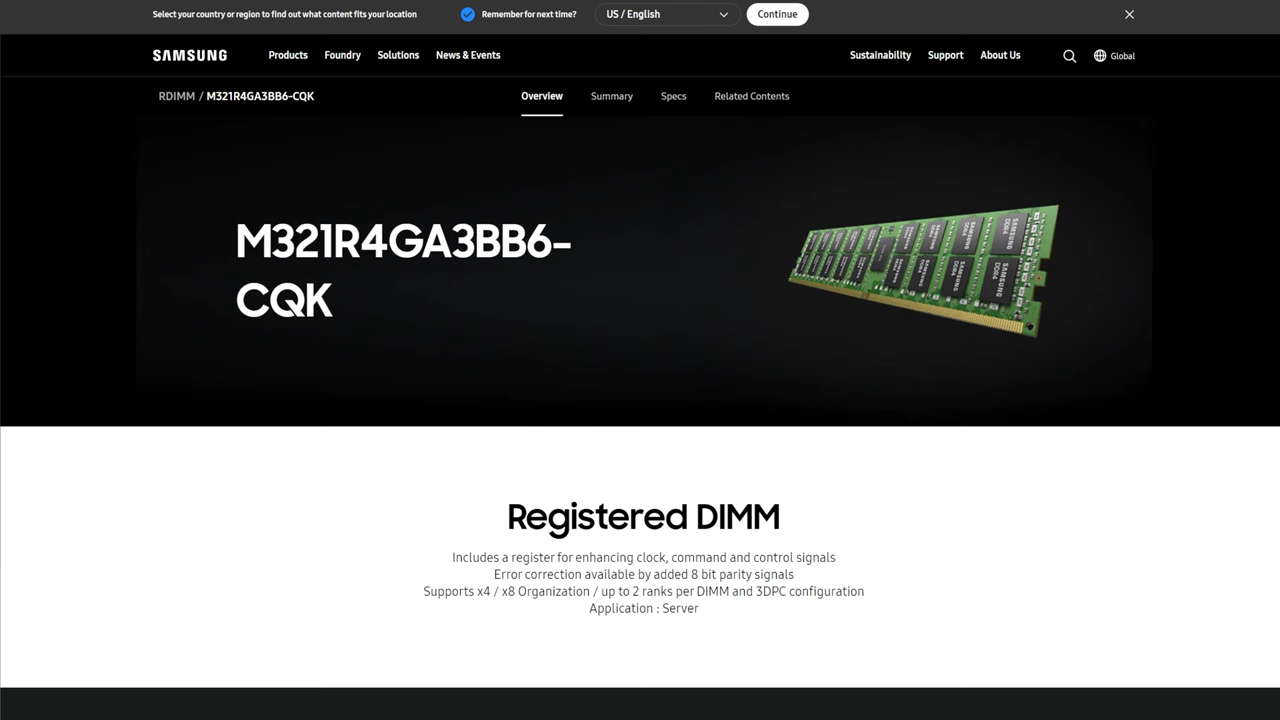 Select your country or region to find out what content fits your location
Remember for next time?
US / English
Continue
SAMSUNG
Products
Foundry
Solutions
News & Events
Sustainability
Support
About Us
Global
RDIMM / M321R4GA3BB6-CQK
Overview
Summary
Specs
Related Contents
M321R4GA3BB6-
CQK
SAMSUNG
DDR4
SAMSUNG
DDR4
Registered DIMM
Includes a register for enhancing clock, command and control signals
Error correction available by added 8 bit parity signals
Supports x4 / x8 Organization / up to 2 ranks per DIMM and 3DPC configuration
Application : Server